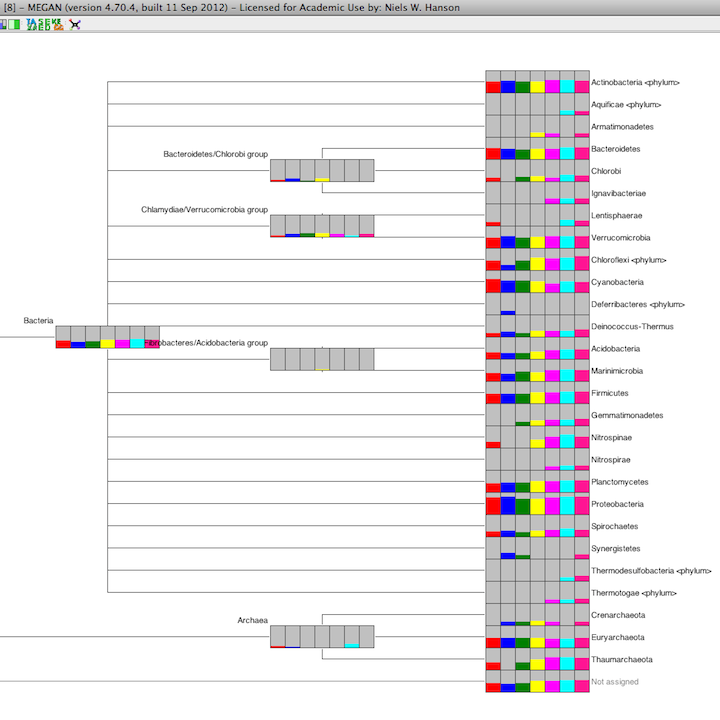 [8] – MEGAN (version 4.70.4, built 11 Sep 2012) – Licensed for Academic Use by: Niels W. Hanson
Actinobacteria <phylum>
Aquificae <phylum>
Armatimonadetes
Bacteroidetes
Bacteroidetes/Chlorobi group
Chlorobi
Ignavibacteriae
Chlamydiae/Verrucomicrobia group
Lentisphaerae
Verrucomicrobia
Chloroflexi <phylum>
Cyanobacteria
Deferribacteres <phylum>
Bacteria
Deinococcus-Thermus
Fibrobacteres/Acidobacteria group
Acidobacteria
Marinimicrobia
Firmicutes
Gemmatimonadetes
Nitrospinae
Nitrospirae
Planctomycetes
Proteobacteria
Spirochaetes
Synergistetes
Thermodesulfobacteria <phylum>
Thermotogae <phylum>
Crenarchaeota
Archaea
Euryarchaeota
Thaumarchaeota
Not assigned